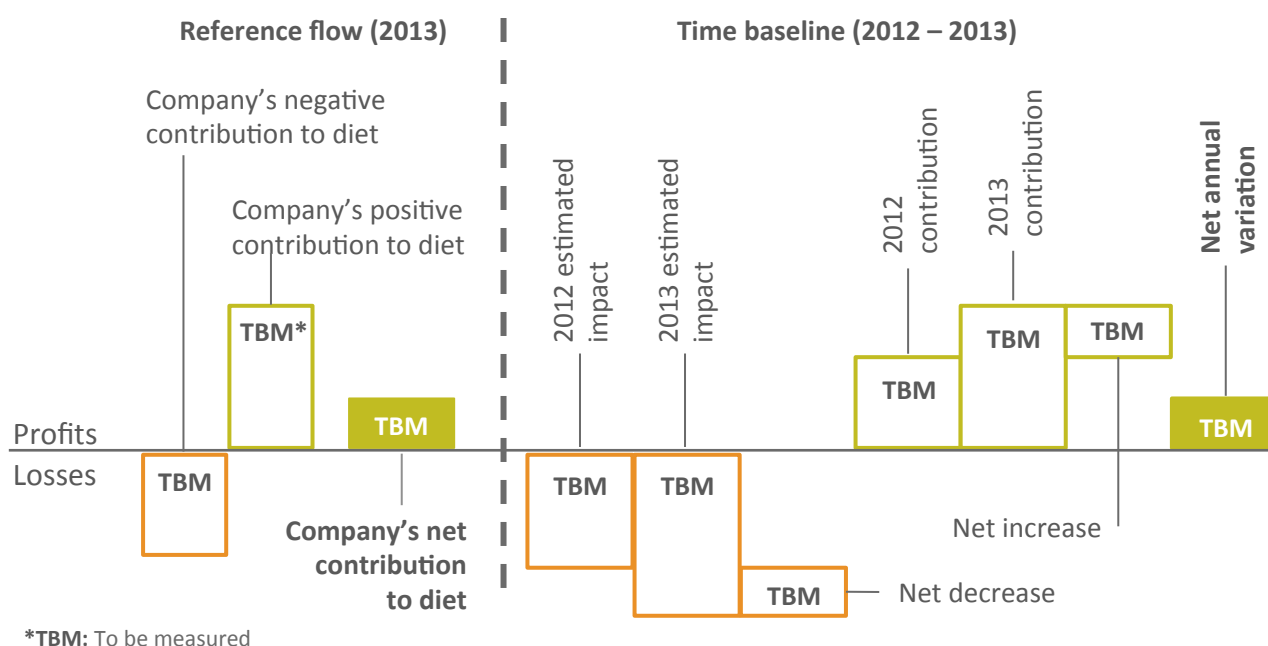 Reference flow (2013)
Time baseline (2012 – 2013)
Company’s negative
contribution to diet
Company’s positive
contribution to diet
TBM*
TBM
TBM
Profits
Losses
Company’s net
contribution
to diet
2012 estimated
impact
2013 estimated
impact
2012
contribution
2013
contribution
Net annual
variation
TBM
TBM
TBM
TBM
TBM
TBM
TBM
Net increase
Net decrease
*TBM: To be measured